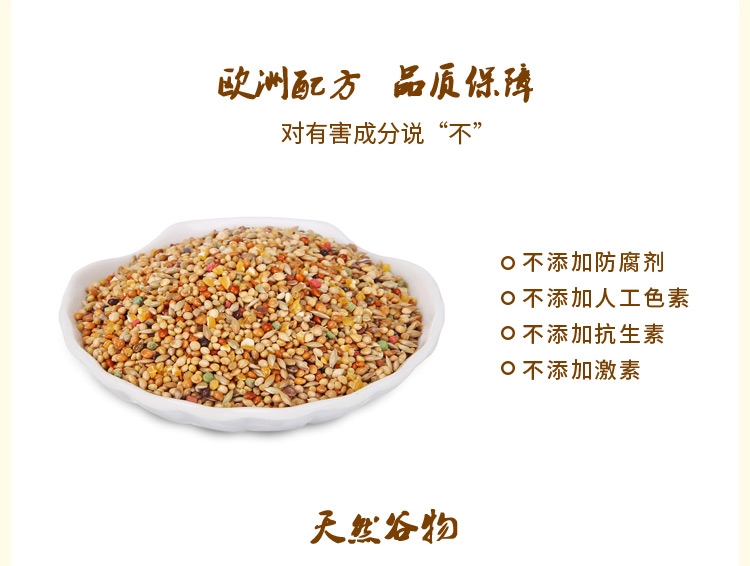 欧洲配方 品质保障
对有害成分说“不”
不添加防腐剂
不添加人工色素
不添加抗生素
不添加激素
天然谷物